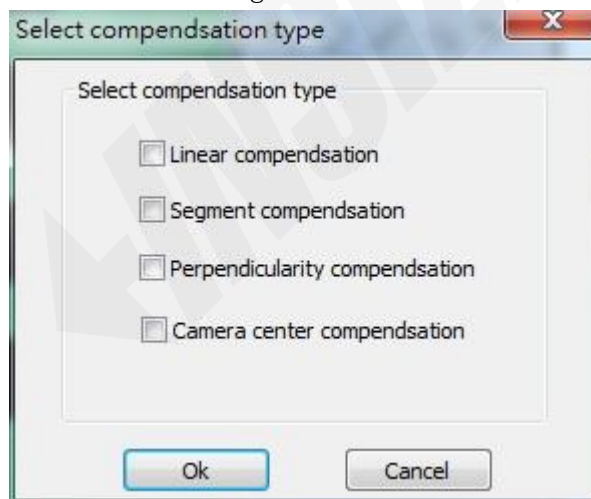 Select compendsation type
Select compendsation type
Linear compendsation
Segment compendsation
Perpendicularity compendsation
Camera center compendsation
Ok
Cancel